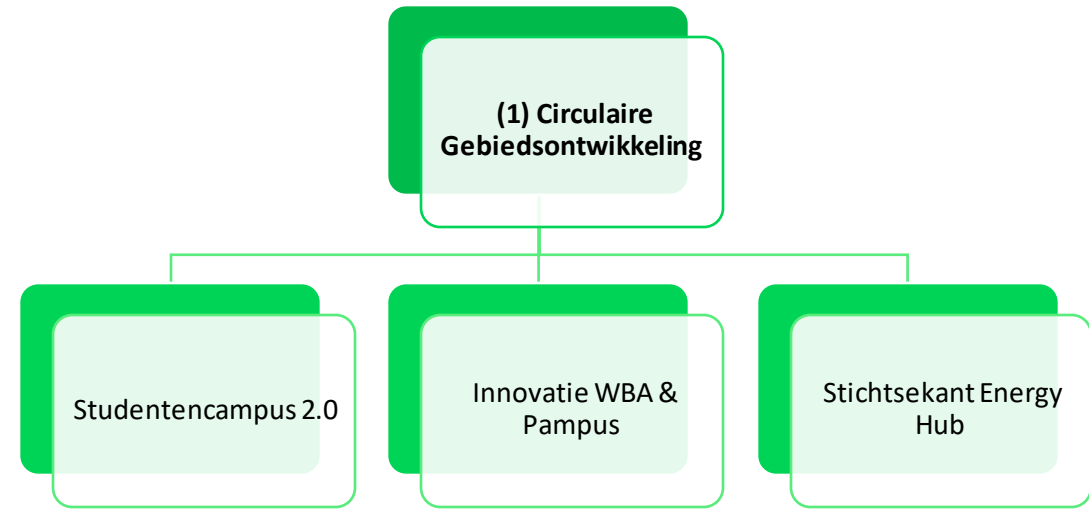 (1) Circulaire
Gebiedsontwikkeling
Studentencampus 2.0
Innovatie WBA &
Pampus
Stichtsekant Energy
Hub